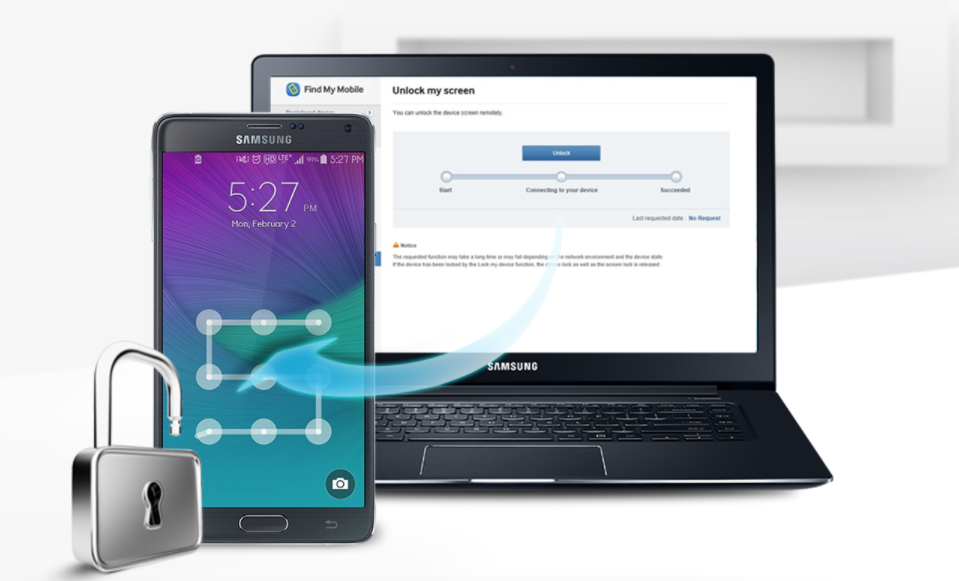 Find My Mobile
Registered device
Unlock my screen
You can unlock the device screen remotely.
Unlock
Start
Connecting to your device
Succeeded
Last requested date : No Request
Notice
The requested function may take a long time or may fail depending on the network environment and the device state.
If the device has been locked by the Lock my device function, the device lock as well as the screen lock is released
SAMSUNG
SAMSUNG
HD LTE 99% 5:27 PM
5:27 PM
Mon, February 2